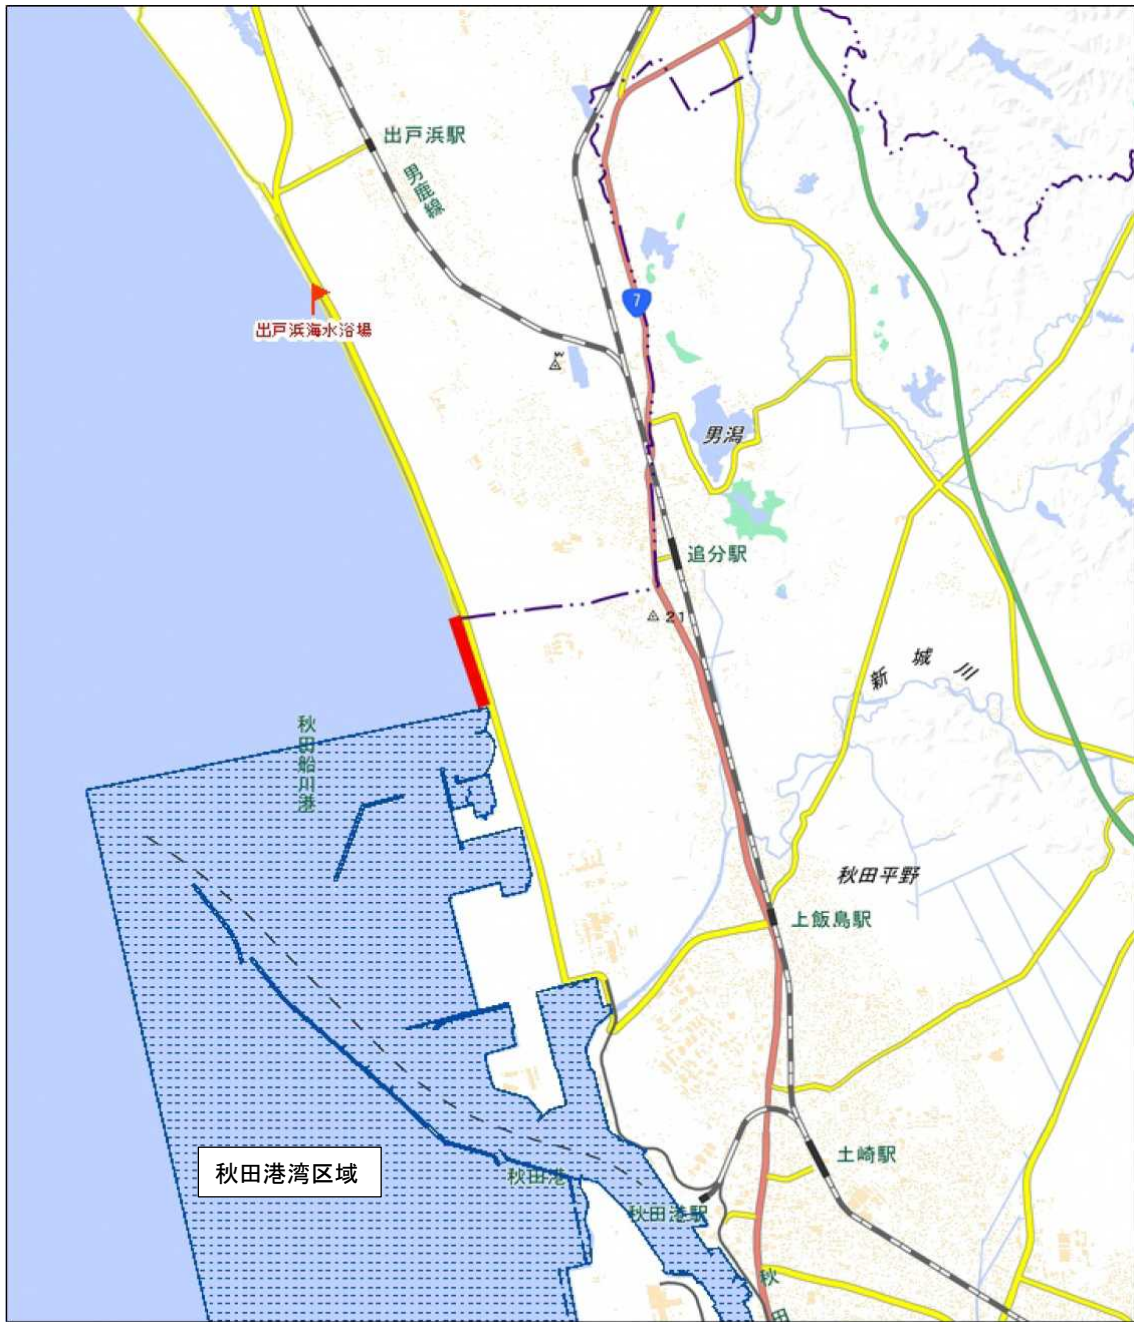 出戸浜駅
男鹿線
7
出戸浜海水浴場
3
男潟
追分駅
21
新城川
秋田船川港
秋田平野
上飯島駅
土崎駅
秋田港湾区域
秋田港
秋田港駅
秋田